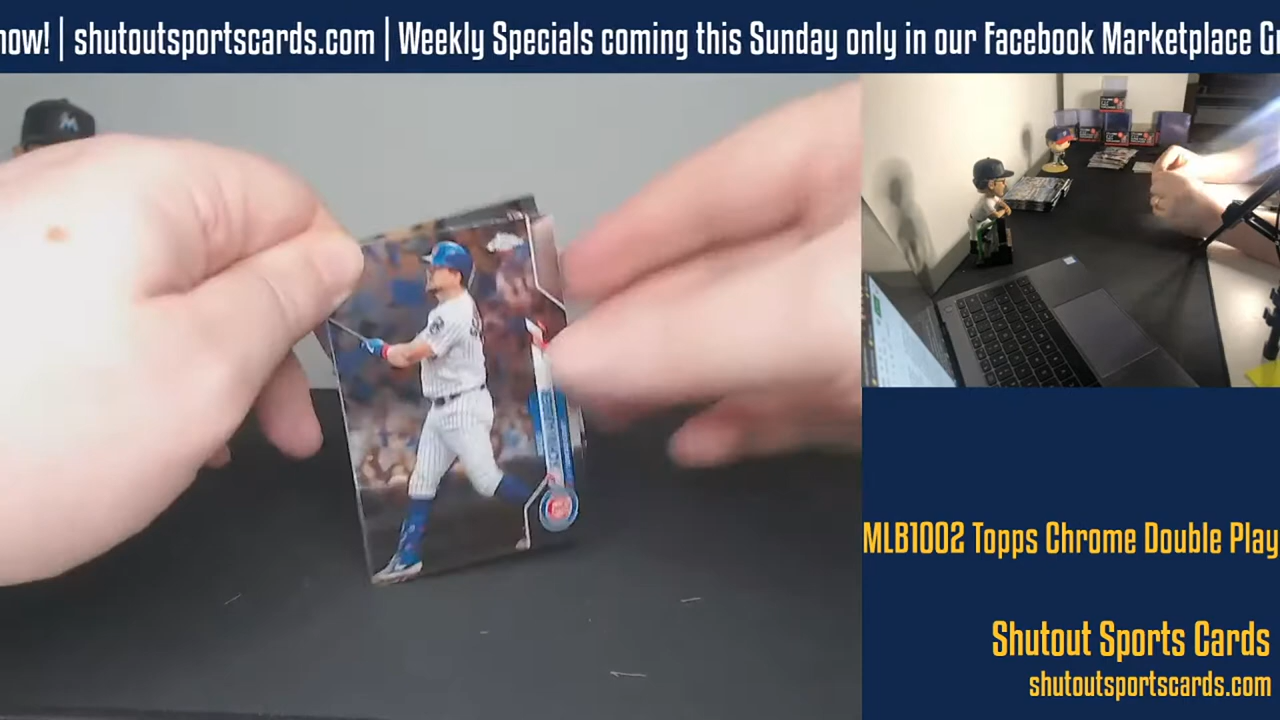 now! | shutoutsportscards.com | Weekly Specials coming this Sunday only in our Facebook Marketplace G
MLB1002 Topps Chrome Double Play
Shutout Sports Cards
shutoutsportscards.com